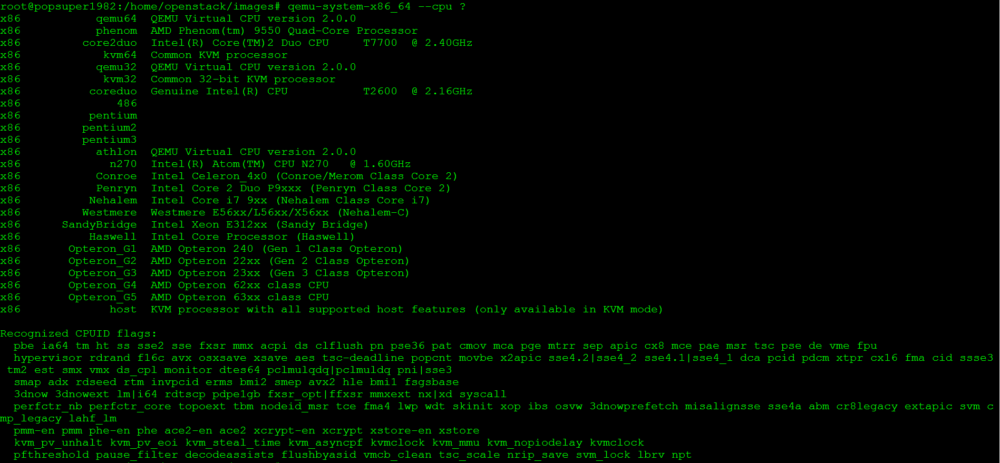 root@popsuper1982:/home/openstack/images# qemu-system-x86_64 --cpu ?
x86           qemu64  QEMU Virtual CPU version 2.0.0
x86           phenom  AMD Phenom(tm) 9550 Quad-Core Processor
x86         core2duo  Intel(R) Core(TM)2 Duo CPU     T7700  @ 2.40GHz
x86            kvm64  Common KVM processor
x86           qemu32  QEMU Virtual CPU version 2.0.0
x86            kvm32  Common 32-bit KVM processor
x86          coreduo  Genuine Intel(R) CPU           T2600  @ 2.16GHz
x86              486
x86          pentium
x86         pentium2
x86         pentium3
x86           athlon  QEMU Virtual CPU version 2.0.0
x86             n270  Intel(R) Atom(TM) CPU N270   @ 1.60GHz
x86           Conroe  Intel Celeron_4x0 (Conroe/Merom Class Core 2)
x86           Penryn  Intel Core 2 Duo P9xxx (Penryn Class Core 2)
x86          Nehalem  Intel Core i7 9xx (Nehalem Class Core i7)
x86         Westmere  Westmere E56xx/L56xx/X56xx (Nehalem-C)
x86      SandyBridge  Intel Xeon E312xx (Sandy Bridge)
x86          Haswell  Intel Core Processor (Haswell)
x86       Opteron_G1  AMD Opteron 240 (Gen 1 Class Opteron)
x86       Opteron_G2  AMD Opteron 22xx (Gen 2 Class Opteron)
x86       Opteron_G3  AMD Opteron 23xx (Gen 3 Class Opteron)
x86       Opteron_G4  AMD Opteron 62xx class CPU
x86       Opteron_G5  AMD Opteron 63xx class CPU
x86             host  KVM processor with all supported host features (only available in KVM mode)
Recognized CPUID flags:
  pbe ia64 tm ht ss sse2 sse fxsr mmx acpi ds clflush pn pse36 pat cmov mca pge mtrr sep apic cx8 mce pae msr tsc pse de vme fpu
  hypervisor rdrand f16c avx osxsave xsave aes tsc-deadline popcnt movbe x2apic sse4.2|sse4_2 sse4.1|sse4_1 dca pcid pdcm xtpr cx16 fma cid ssse3
 tm2 est smx vmx ds_cpl monitor dtes64 pclmulqdq|pclmuldq pni|sse3
  smap adx rdseed rtm invpcid erms bmi2 smep avx2 hle bmi1 fsgsbase
  3dnow 3dnowext lm|i64 rdtscp pdpe1gb fxsr_opt|ffxsr mmxext nx|xd syscall
  perfctr_nb perfctr_core topoext tbm nodeid_msr tce fma4 lwp wdt skinit xop ibs osvw 3dnowprefetch misalignsse sse4a abm cr8legacy extapic svm c
mp_legacy lahf_lm
  pmm-en pmm phe-en phe ace2-en ace2 xcrypt-en xcrypt xstore-en xstore
  kvm_pv_unhalt kvm_pv_eoi kvm_steal_time kvm_asyncpf kvmclock kvm_mmu kvm_nopiodelay kvmclock
  pfthreshold pause_filter decodeassists flushbyasid vmcb_clean tsc_scale nrip_save svm_lock lbrv npt